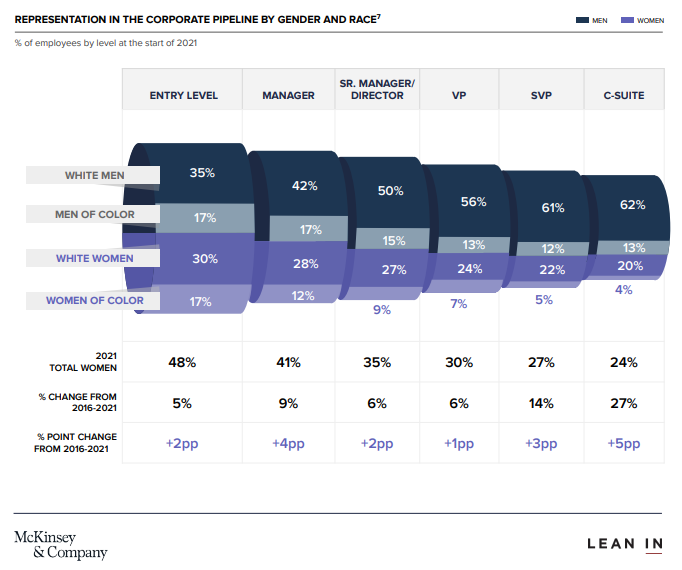 REPRESENTATION IN THE CORPORATE PIPELINE BY GENDER AND RACE7
MEN WOMEN
% of employees by level at the start of 2021
ENTRY LEVEL MANAGER SR. MANAGER/ DIRECTOR VP SVP C-SUITE
WHITE MEN 35% 42% 50% 56% 61% 62%
MEN OF COLOR 17% 17% 15% 13% 12% 13%
WHITE WOMEN 30% 28% 27% 24% 22% 20%
WOMEN OF COLOR 17% 12% 9% 7% 5% 4%
2021
TOTAL WOMEN 48% 41% 35% 30% 27% 24%
% CHANGE FROM
2016-2021 5% 9% 6% 6% 14% 27%
% POINT CHANGE
FROM 2016-2021 +2pp +4pp +2pp +1pp +3pp +5pp
McKinsey
& Company
LEAN IN